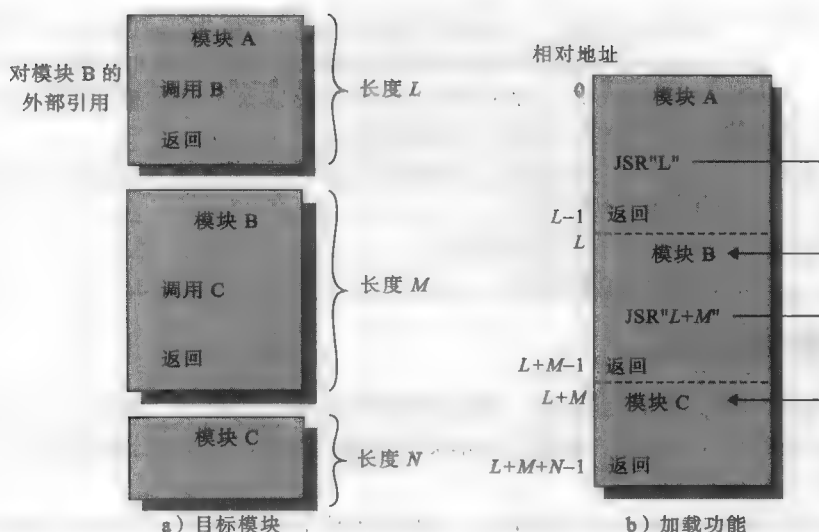 模块 A
对模块 B 的
外部引用
调用 B
返回
长度 L
模块 B
调用 C
返回
长度 M
模块 C
长度 N
a）目标模块
相对地址
0
模块 A
JSR"L"
L-1
返回
L
模块 B
JSR"L+M"
L+M-1
返回
L+M
模块 C
L+M+N-1
返回
b）加载功能